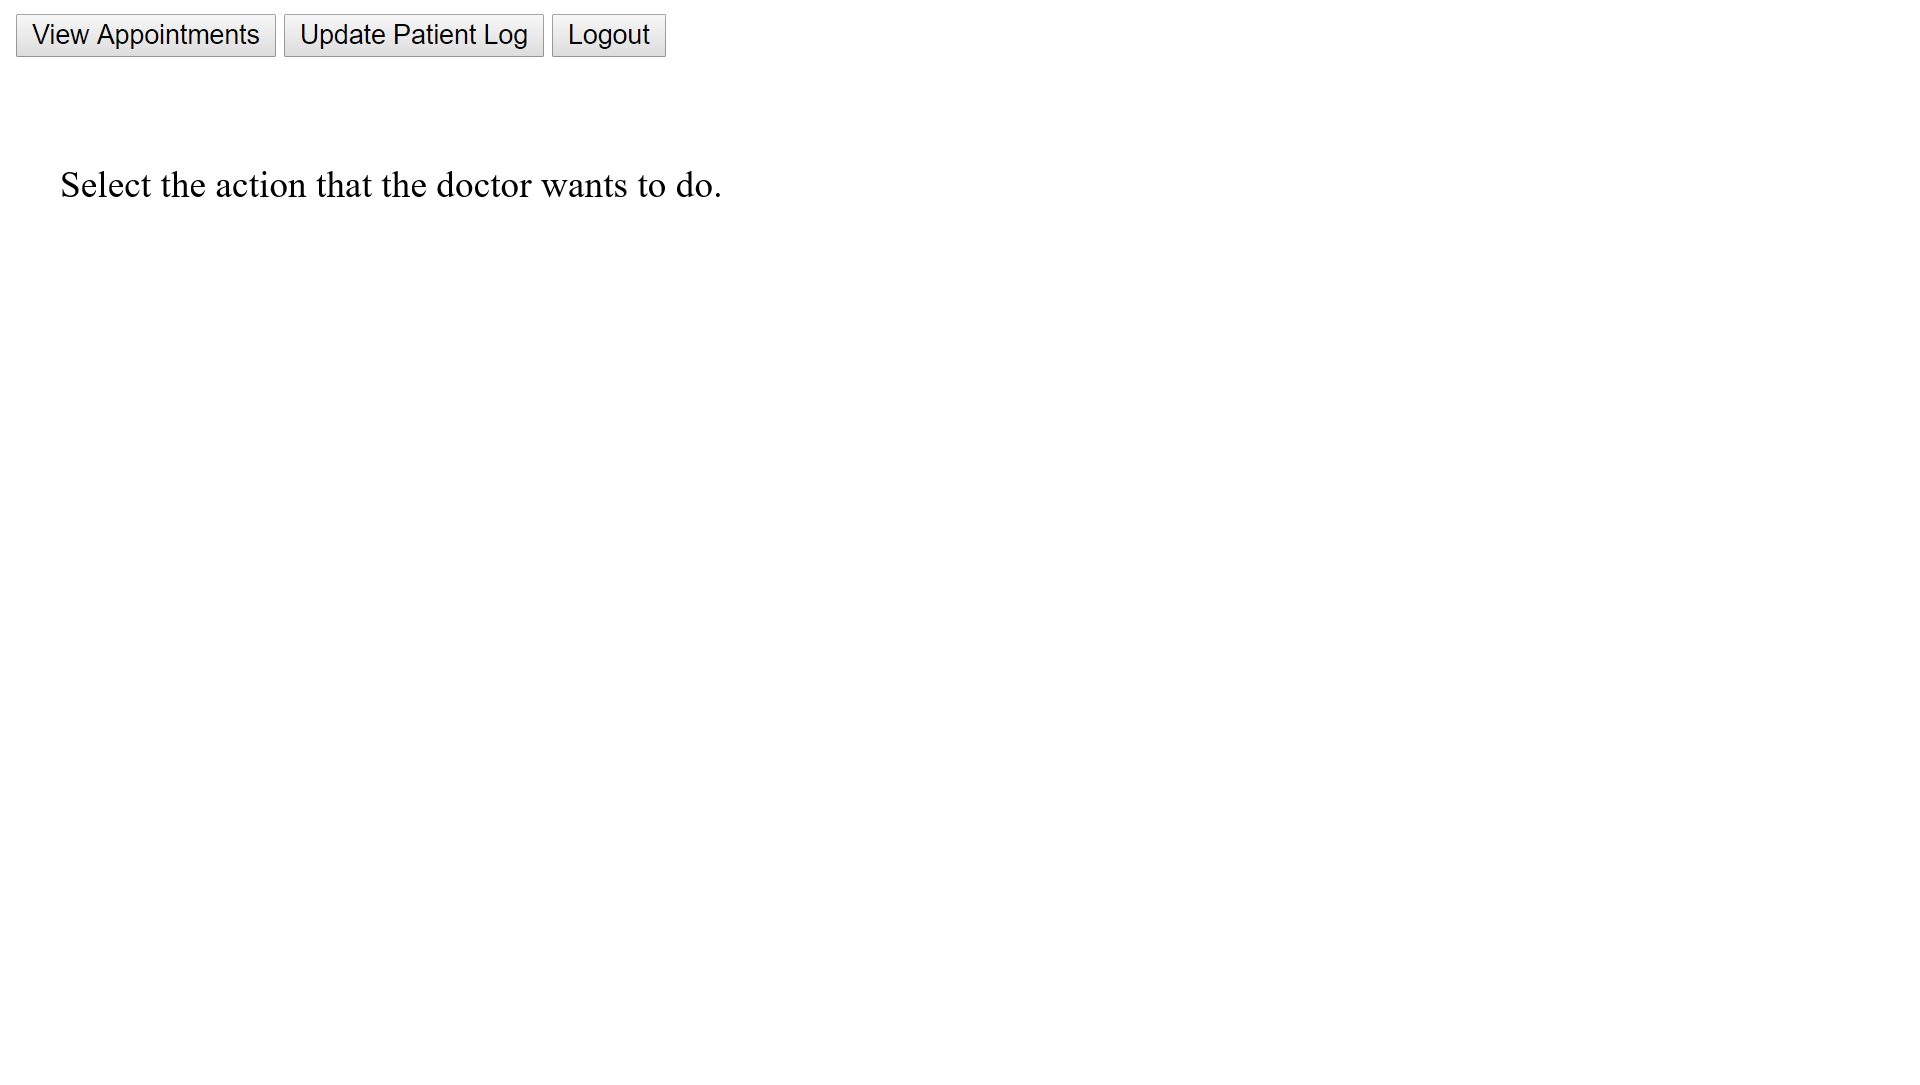 View Appointments Update Patient Log Logout
Select the action that the doctor wants to do.